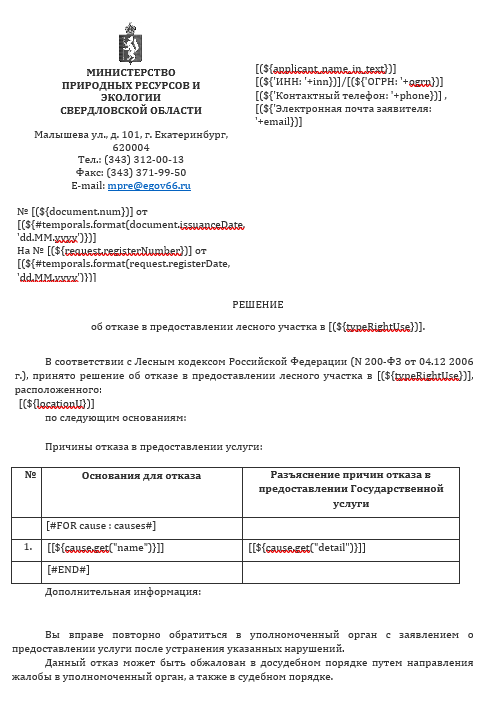 МИНИСТЕРСТВО
ПРИРОДНЫХ РЕСУРСОВ И
ЭКОЛОГИИ
СВЕРДЛОВСКОЙ ОБЛАСТИ
Малышева ул., д. 101, г. Екатеринбург,
620004
Тел.: (343) 312-00-13
Факс: (343) 371-99-50
E-mail: mpre@egov66.ru
[(${applicant_name_in_text})]
[(${'ИНН: '+inn})]/[(${'ОГРН: '+ogrn})]
[(${'Контактный телефон: '+phone})] ,
[(${'Электронная почта заявителя:
'+email})]
№ [(${document.num})] от
[(${#temporals.format(document.issuanceDate,
'dd.MM.yyyy')})]
На № [(${request.registerNumber})] от
[(${#temporals.format(request.registerDate,
'dd.MM.yyyy')})]
РЕШЕНИЕ
об отказе в предоставлении лесного участка в [(${typeRightUse})].
В соответствии с Лесным кодексом Российской Федерации (N 200-ФЗ от 04.12 2006
г.), принято решение об отказе в предоставлении лесного участка в [(${typeRightUse})],
расположенного:
[(${locationU})]
по следующим основаниям:
Причины отказа в предоставлении услуги:
№ Основания для отказа Разъяснение причин отказа в
предоставлении Государственной
услуги
[#FOR cause : causes#]
1. [[${cause.get("name")}]] [[${cause.get("detail")}]]
[#END#]
Дополнительная информация:
Вы вправе повторно обратиться в уполномоченный орган с заявлением о
предоставлении услуги после устранения указанных нарушений.
Данный отказ может быть обжалован в досудебном порядке путем направления
жалобы в уполномоченный орган, а также в судебном порядке.